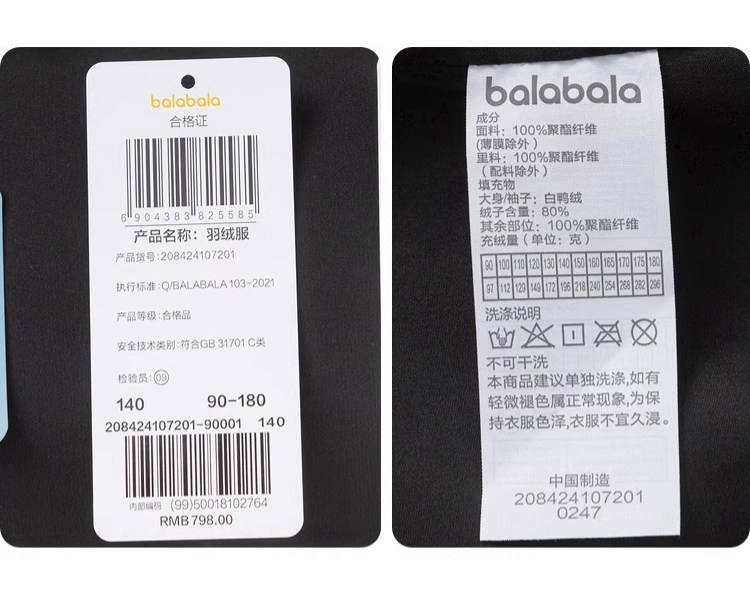 balabala
合格证
6 904383 825585
产品名称: 羽绒服
产品货号:208424107201
执行标准:Q/BALABALA 103-2021
产品等级:合格品
安全技术类别:符合GB 31701 C类
检验员:09
140 90-180
208424107201-90001 140
内部编码 (99)50018102764
RMB 798.00
balabala
成分
面料: 100%聚酯纤维
(薄膜除外)
里料: 100%聚酯纤维
(配料除外)
填充物
大身/袖子: 白鸭绒
绒子含量: 80%
其余部位: 100%聚酯纤维
充绒量(单位: 克)
90 100 110 120 130 140 150 160 165 170 175 180
97 112 129 149 172 196 218 240 254 268 282 296
洗涤说明
不可干洗
本商品建议单独洗涤,如有
轻微褪色属正常现象,为保
持衣服色泽,衣服不宜久浸。
中国制造
208424107201
0247